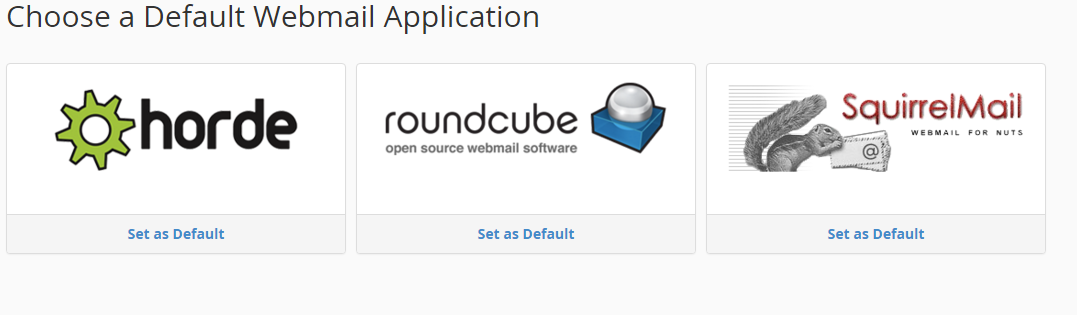 Choose a Default Webmail Application
horde
roundcube
open source webmail software
SquirrelMail
WEBMAIL FOR NUTS
@
Set as Default
Set as Default
Set as Default